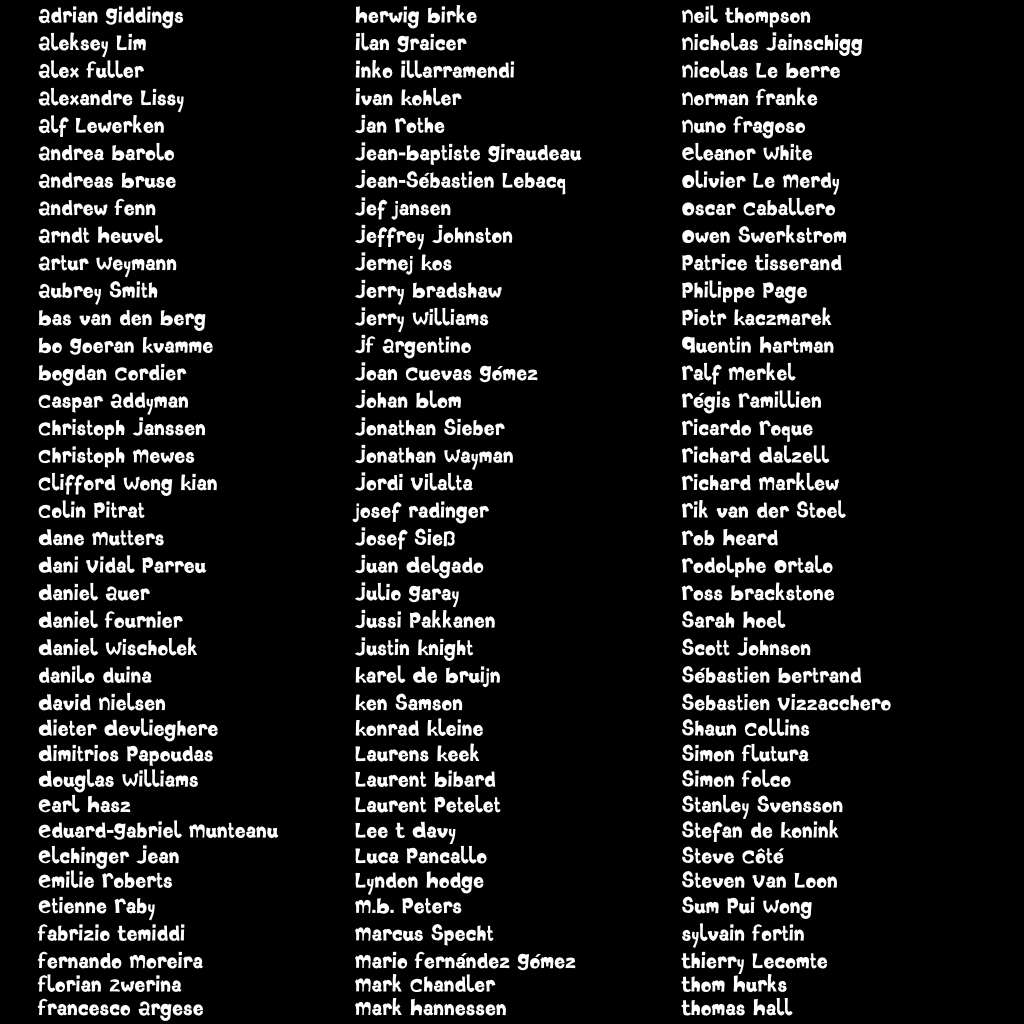 adrian giddings
aleksey Lim
alex fuller
alexandre Lissy
alf Lewerken
andrea barolo
andreas bruse
andrew fenn
arndt heuvel
artur Weymann
aubrey Smith
bas van den berg
bo goeran kvamme
bogdan Cordier
Caspar addyman
Christoph Janssen
Christoph Mewes
Clifford Wong kian
Colin Pitrat
dane Mutters
dani Vidal Parreu
daniel auer
daniel fournier
daniel Wischolek
danilo duina
david Nielsen
dieter devlieghere
dimitrios Papoudas
douglas Williams
earl hasz
eduard-gabriel Munteanu
elchinger Jean
emilie Roberts
etienne Raby
fabrizio temiddi
fernando Moreira
florian Zwerina
francesco argese
herwig birke
ilan graicer
inko illarramendi
ivan kohler
Jan Rothe
Jean-baptiste giraudeau
Jean-Sébastien Lebacq
Jef jansen
Jeffrey Johnston
Jernej kos
Jerry bradshaw
Jerry Williams
Jf argentino
Joan Cuevas gómez
Johan blom
Jonathan Sieber
Jonathan Wayman
Jordi Vilalta
josef radinger
Josef Sieß
Juan delgado
Julio garay
Jussi Pakkanen
Justin knight
karel de bruijn
ken Samson
konrad kleine
Laurens keek
Laurent bibard
Laurent Petelet
Lee t davy
Luca Pancallo
Lyndon hodge
M.b. Peters
Marcus Specht
Mario fernández gómez
Mark Chandler
Mark hannessen
Neil thompson
Nicholas Jainschigg
Nicolas Le berre
Norman franke
Nuno fragoso
eleanor White
Olivier Le Merdy
Oscar Caballero
Owen Swerkstrom
Patrice tisserand
Philippe Page
Piotr kaczmarek
Quentin hartman
Ralf Merkel
Régis Ramillien
Ricardo Roque
Richard dalzell
Richard Marklew
Rik van der Stoel
Rob heard
Rodolphe Ortalo
Ross brackstone
Sarah hoel
Scott Johnson
Sébastien bertrand
Sebastien Vizzacchero
Shaun Collins
Simon flutura
Simon folco
Stanley Svensson
Stefan de konink
Steve Côté
Steven Van Loon
Sum Pui Wong
sylvain fortin
thierry Lecomte
thom hurks
thomas hall